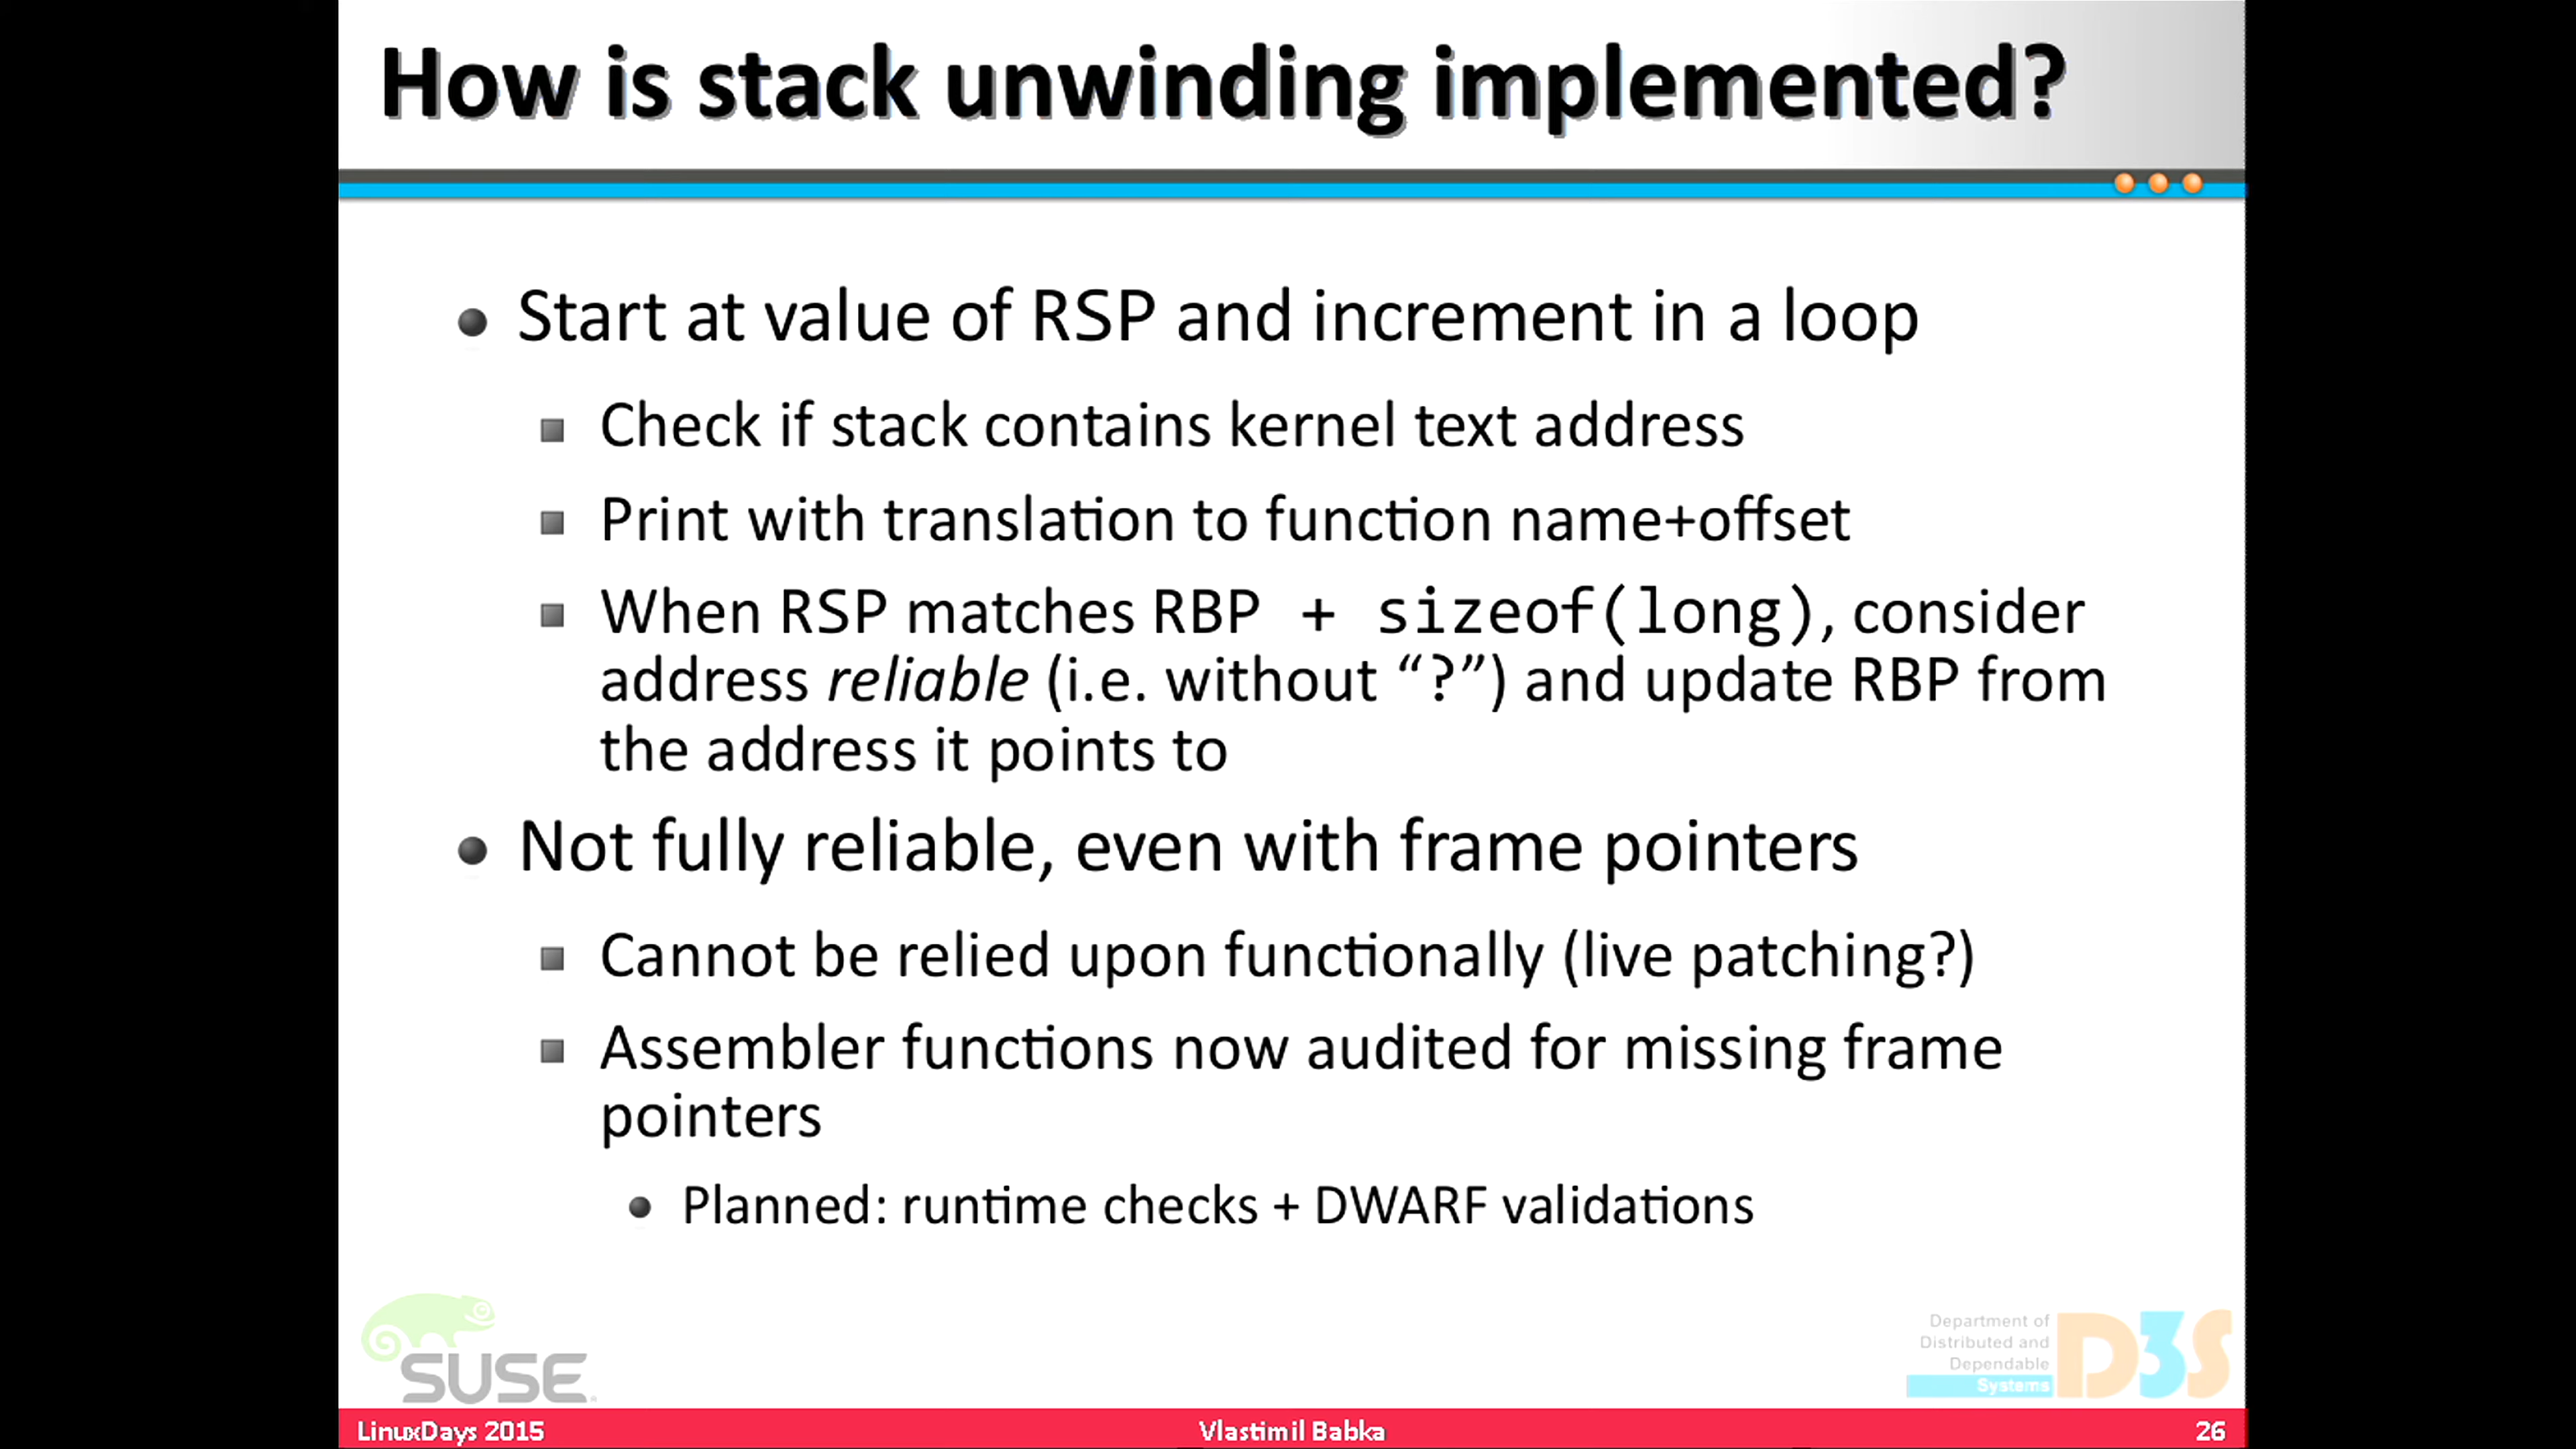 How is stack unwinding implemented?
Start at value of RSP and increment in a loop
Check if stack contains kernel text address
Print with translation to function name+offset
When RSP matches RBP + sizeof(long), consider
address reliable (i.e. without “?”) and update RBP from
the address it points to
Not fully reliable, even with frame pointers
Cannot be relied upon functionally (live patching?)
Assembler functions now audited for missing frame
pointers
Planned: runtime checks + DWARF validations
SUSE
Department of
Distributed and
Dependable
Systems
D3S
LinuxDays 2015
Vlastimil Babka
26